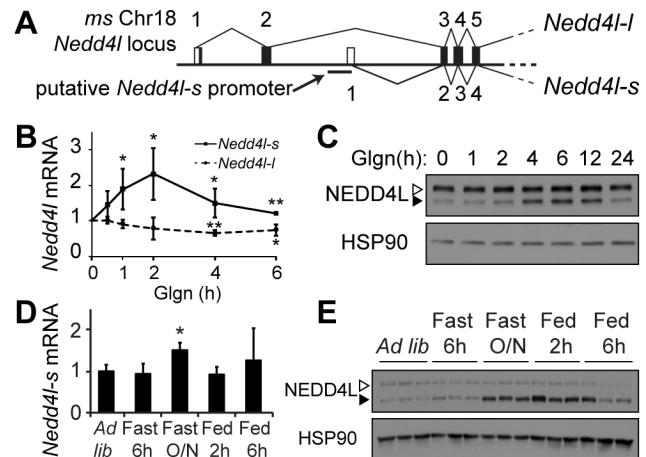 A
ms Chr18
Nedd4l locus
1 2 3 4 5
Nedd4l-l
putative Nedd4l-s promoter
1 2 3 4
Nedd4l-s
B
Nedd4l mRNA
3
2
1
0
Nedd4l-s
Nedd4l-l
* * * ** ** *
0 1 2 4 6
Glgn (h)
C
Glgn(h): 0 1 2 4 6 12 24
NEDD4L
HSP90
D
Nedd4l-s mRNA
2
1
0
*
Ad lib
Fast 6h
Fast O/N
Fed 2h
Fed 6h
E
Ad lib
Fast 6h
Fast O/N
Fed 2h
Fed 6h
NEDD4L
HSP90